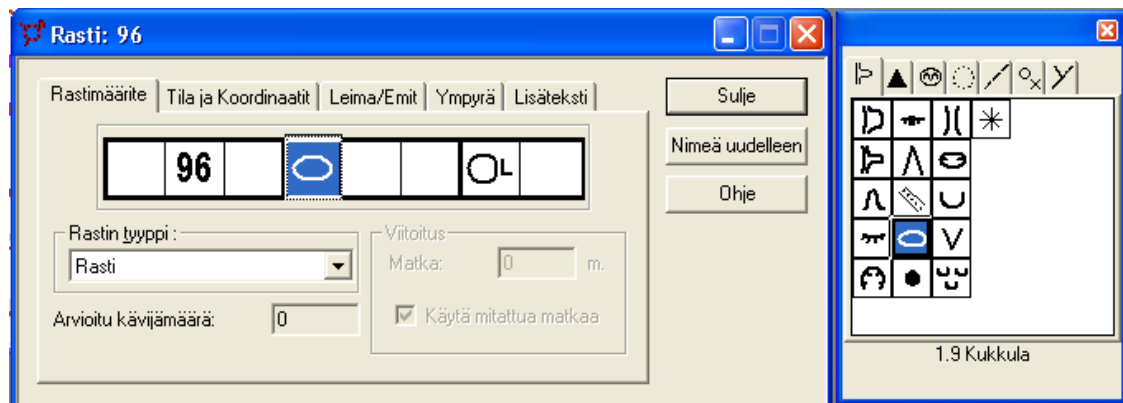 Rasti: 96
Rastimäärite Tila ja Koordinaatit Leima/Emit Ympyrä Lisäteksti
96 L
Rastin tyyppi :
Rasti
Arvioitu kävijämäärä: 0
Viitoitus
Matka: 0 m.
Käytä mitattua matkaa
Sulje
Nimeä uudelleen
Ohje
1.9 Kukkula